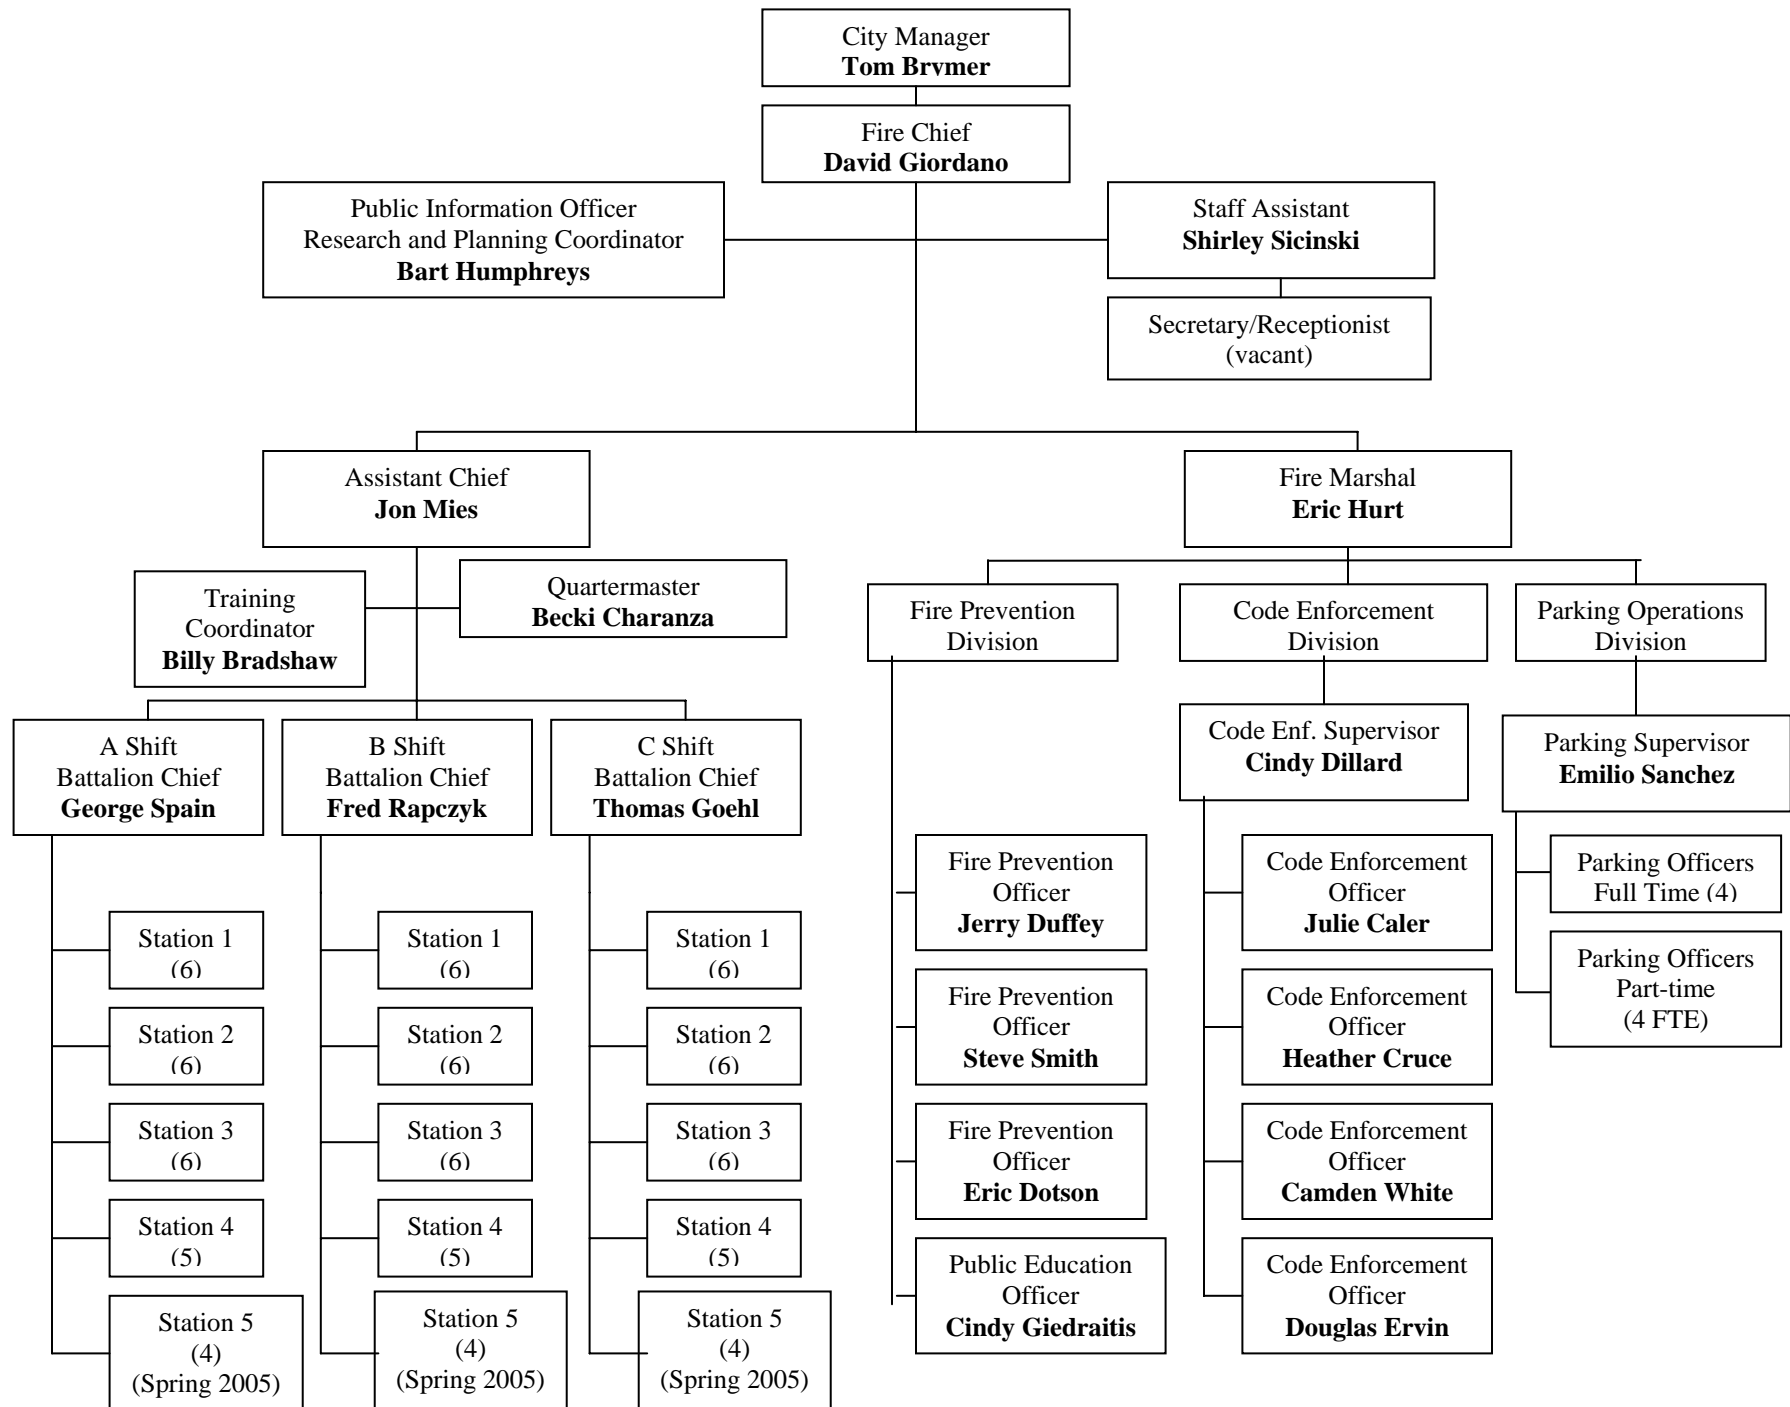 City Manager
Tom Brymer
Fire Chief
David Giordano
Public Information Officer
Research and Planning Coordinator
Bart Humphreys
Staff Assistant
Shirley Sicinski
Secretary/Receptionist
(vacant)
Assistant Chief
Jon Mies
Fire Marshal
Eric Hurt
Training
Coordinator
Billy Bradshaw
Quartermaster
Becki Charanza
Fire Prevention
Division
Code Enforcement
Division
Parking Operations
Division
A Shift
Battalion Chief
George Spain
B Shift
Battalion Chief
Fred Rapczyk
C Shift
Battalion Chief
Thomas Goehl
Code Enf. Supervisor
Cindy Dillard
Parking Supervisor
Emilio Sanchez
Station 1
(6)
Station 2
(6)
Station 3
(6)
Station 4
(5)
Station 5
(4)
(Spring 2005)
Station 1
(6)
Station 2
(6)
Station 3
(6)
Station 4
(5)
Station 5
(4)
(Spring 2005)
Station 1
(6)
Station 2
(6)
Station 3
(6)
Station 4
(5)
Station 5
(4)
(Spring 2005)
Fire Prevention
Officer
Jerry Duffey
Fire Prevention
Officer
Steve Smith
Fire Prevention
Officer
Eric Dotson
Public Education
Officer
Cindy Giedraitis
Code Enforcement
Officer
Julie Caler
Code Enforcement
Officer
Heather Cruce
Code Enforcement
Officer
Camden White
Code Enforcement
Officer
Douglas Ervin
Parking Officers
Full Time (4)
Parking Officers
Part-time
(4 FTE)